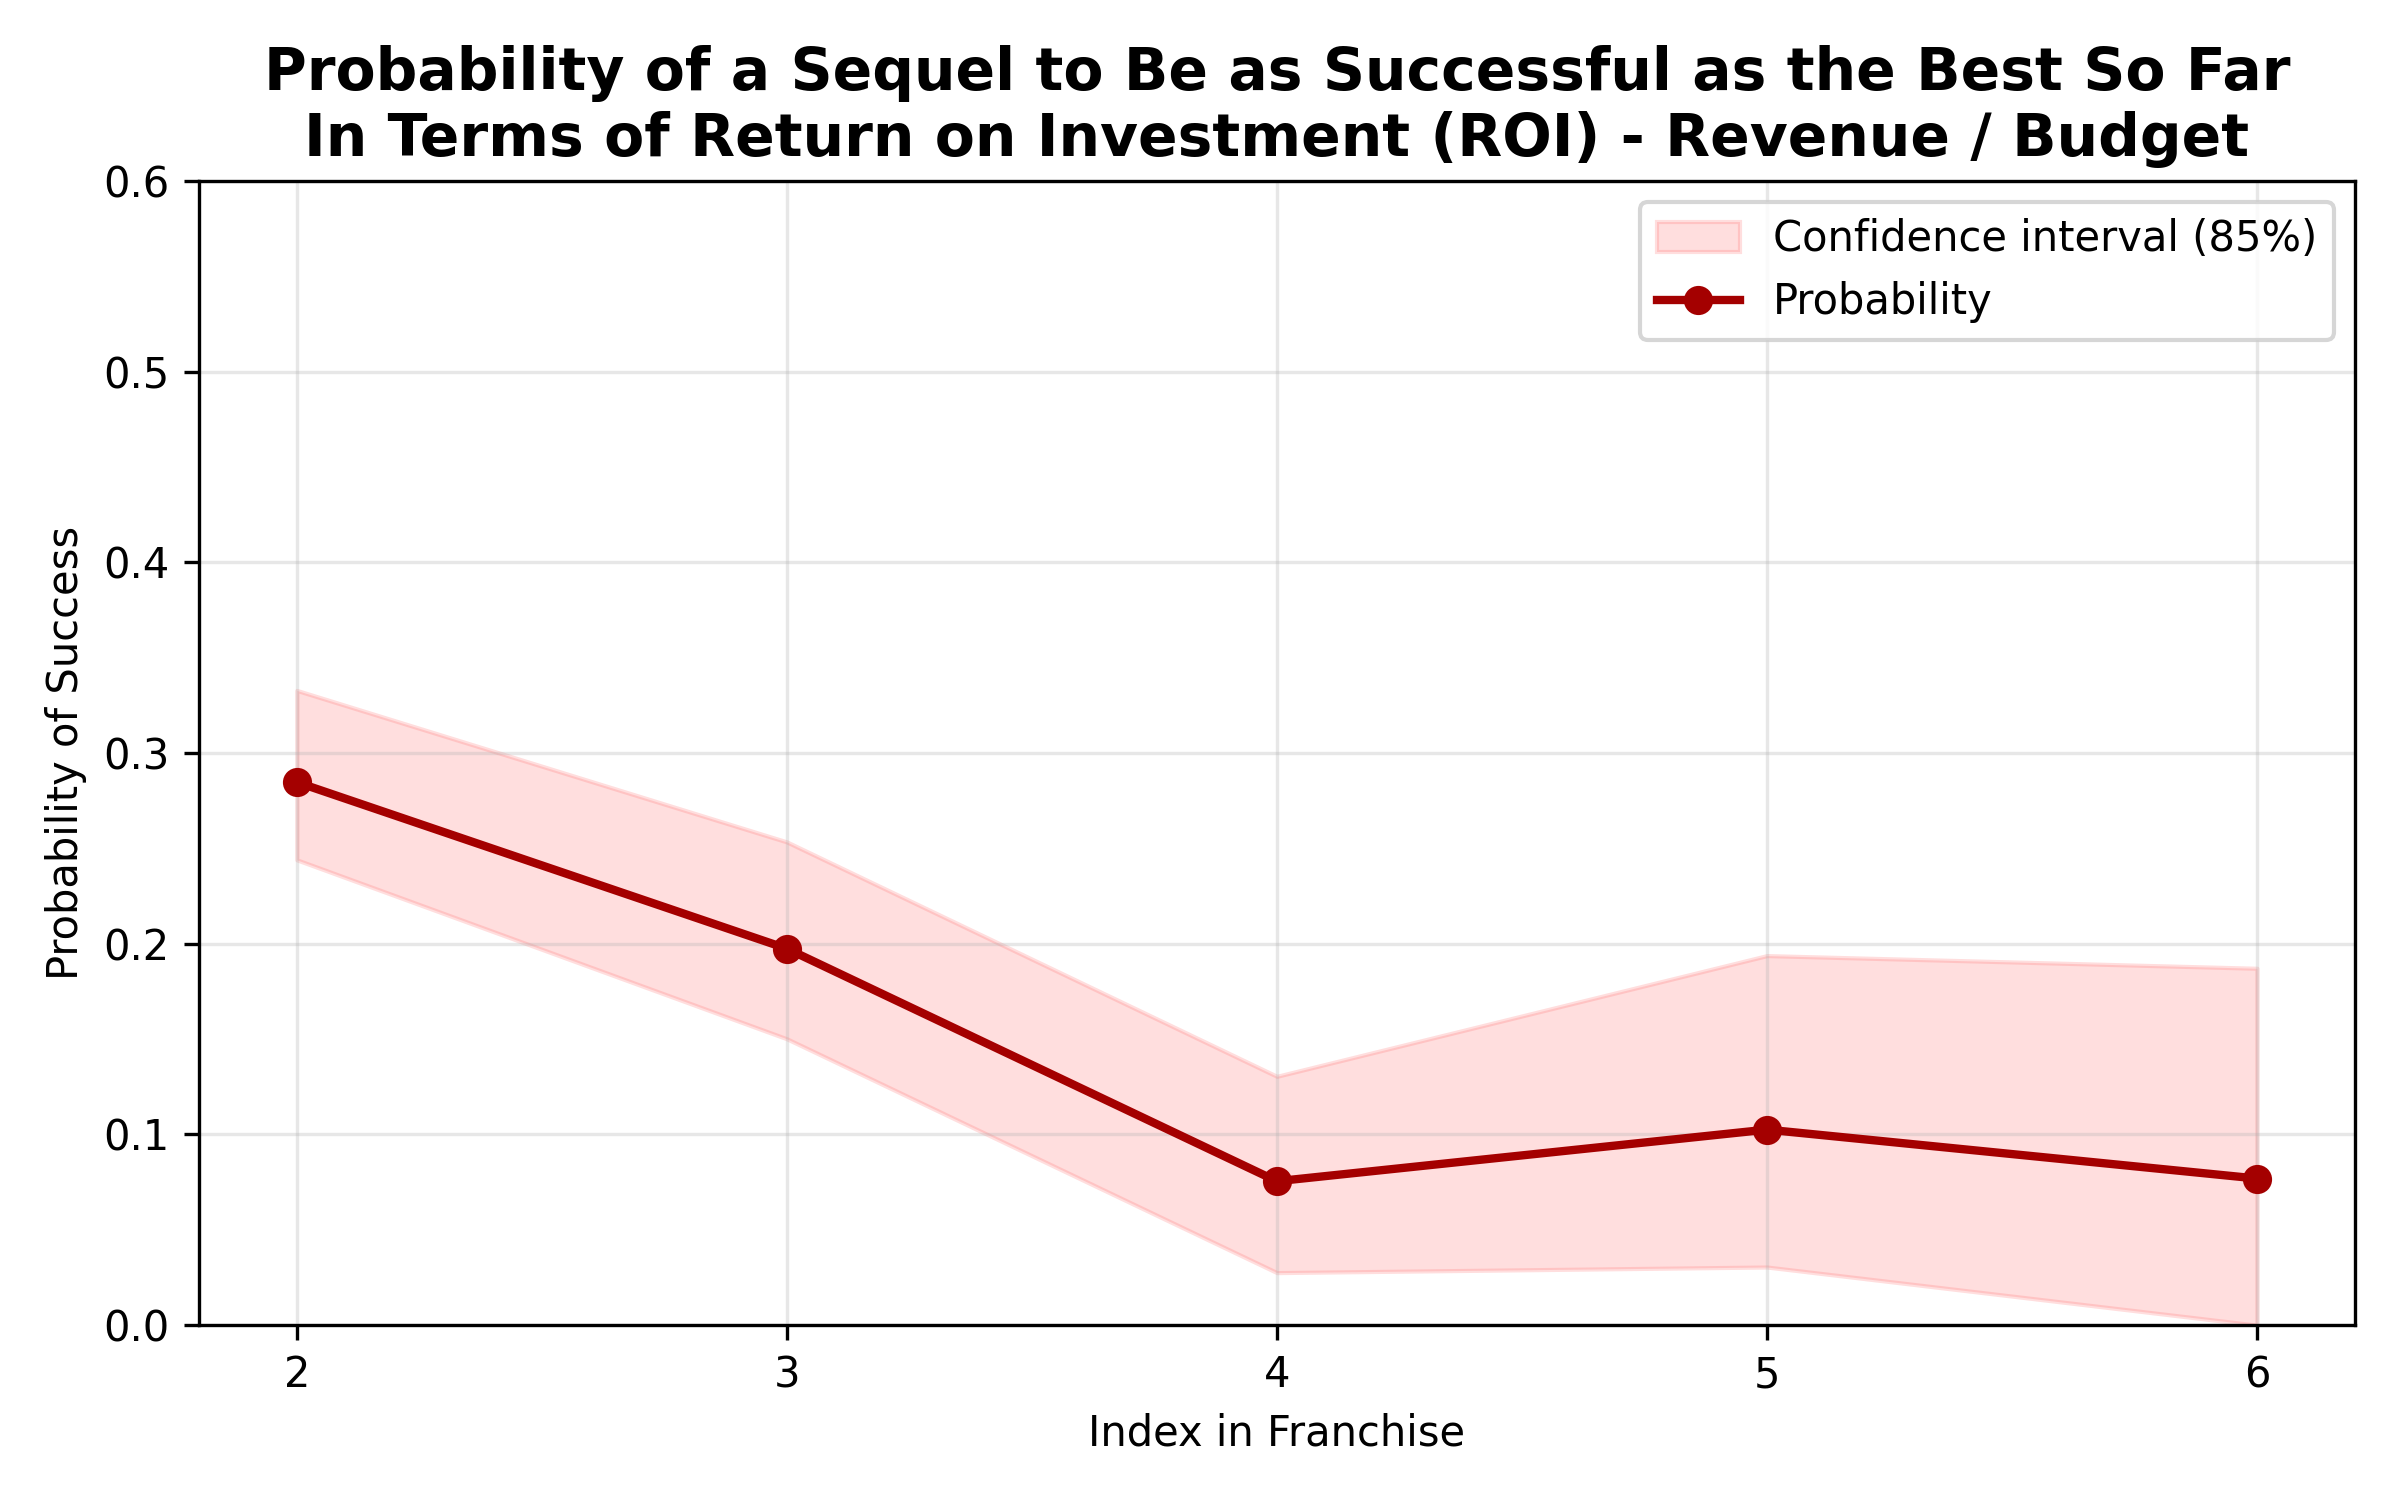 Probability of a Sequel to Be as Successful as the Best So Far
In Terms of Return on Investment (ROI) - Revenue / Budget
Confidence interval (85%)
Probability
Probability of Success
0.6
0.5
0.4
0.3
0.2
0.1
0.0
2 3 4 5 6
Index in Franchise